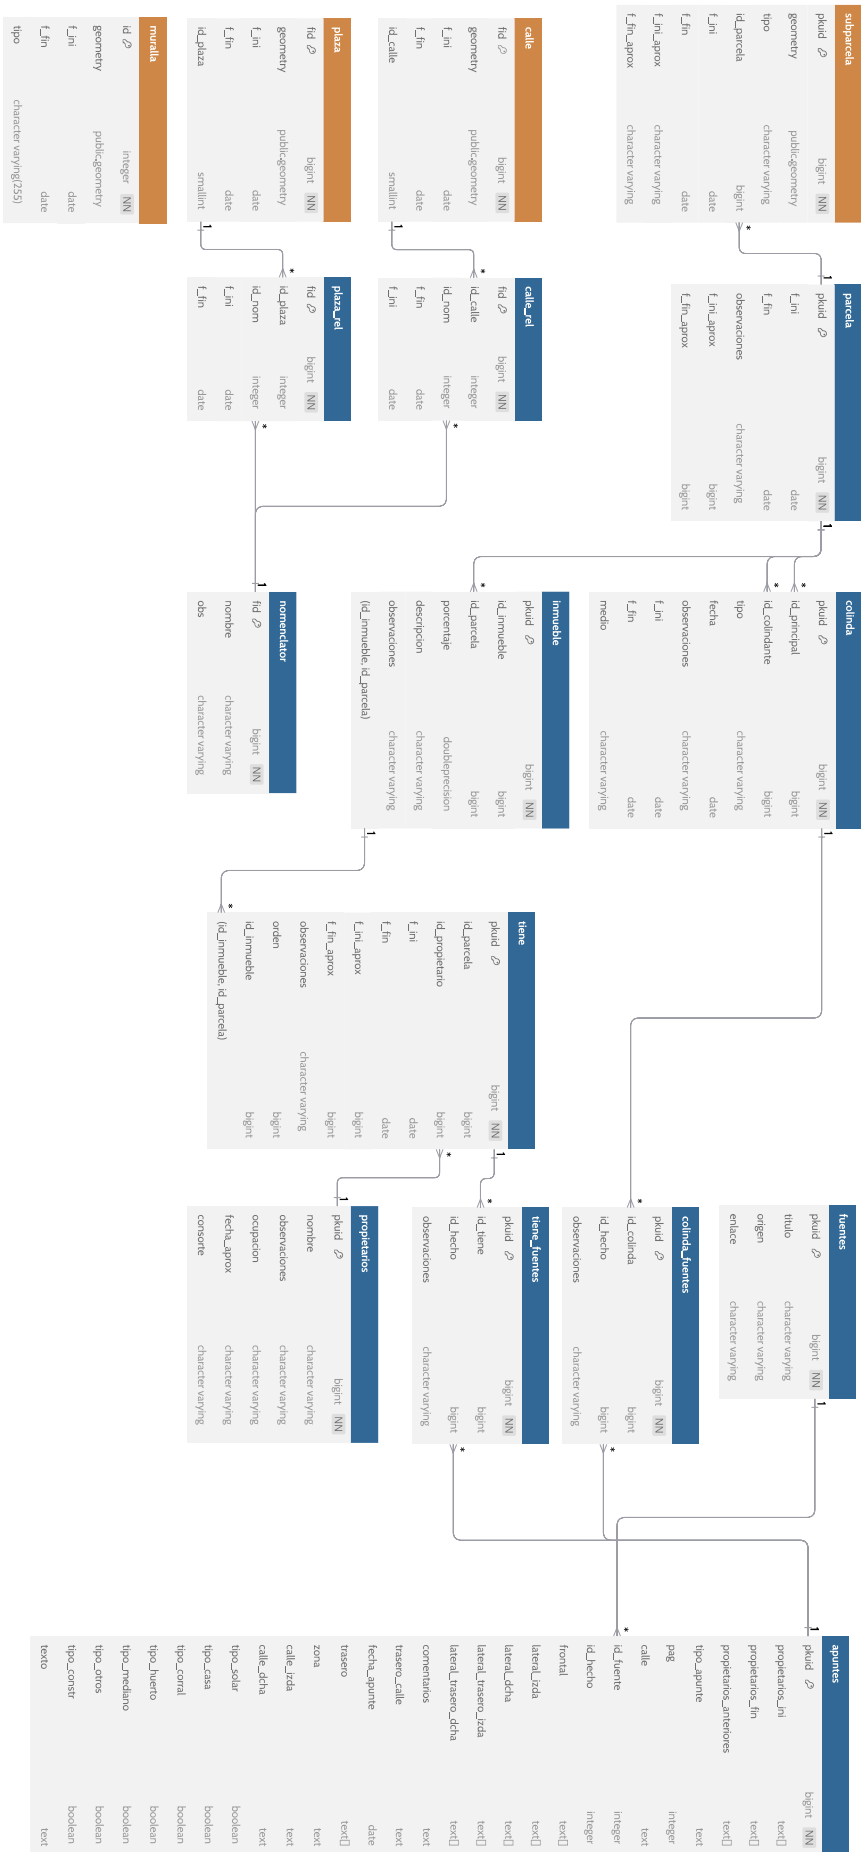 subparcela
pkuid bigint NN
geometry public.geometry
tipo character varying
id_parcela bigint
f_fin date
f_ini date
f_ini_aprox character varying
f_fin_aprox character varying
*
1
parcela
pkuid bigint NN
f_ini date
f_fin date
observaciones character varying
f_ini_aprox bigint
f_fin_aprox bigint
1
*
*
*
colinda
pkuid bigint NN
id_principal bigint
id_colindante bigint
tipo character varying
fecha date
observaciones character varying
f_ini date
f_fin date
medio character varying
1
*
fuentes
pkuid bigint NN
titulo character varying
origen character varying
enlace character varying
1
*
apuntes
pkuid bigint NN
propietarios_ini text[]
propietarios_fin text[]
propietarios_anteriores text[]
tipo_apunte text
pag integer
calle text
id_fuente integer
id_hecho integer
frontal text[]
lateral_izda text[]
lateral_dcha text[]
lateral_trasero_izda text[]
lateral_trasero_dcha text[]
comentarios text
trasero_calle text
fecha_apunte date
trasero text[]
zona text
calle_izda text
calle_dcha text
tipo_solar boolean
tipo_casa boolean
tipo_corral boolean
tipo_huerto boolean
tipo_mediano boolean
tipo_otros boolean
tipo_constr boolean
texto text
1
colinda_fuentes
pkuid bigint NN
id_colinda bigint
id_hecho bigint
observaciones character varying
*
tiene_fuentes
pkuid bigint NN
id_tiene bigint
id_hecho bigint
observaciones character varying
*
calle
fid bigint NN
geometry public.geometry
f_ini date
f_fin date
id_calle smallint
1
*
calle_rel
fid bigint NN
id_calle integer
id_nom integer
f_fin date
f_ini date
*
inmueble
pkuid bigint NN
id_inmueble bigint
id_parcela bigint
porcentaje doubleprecision
descripcion character varying
observaciones character varying
(id_inmueble, id_parcela)
1
*
tiene
pkuid bigint NN
id_parcela bigint
id_propietario bigint
f_ini date
f_fin date
f_ini_aprox bigint
f_fin_aprox bigint
observaciones character varying
orden bigint
id_inmueble bigint
(id_inmueble, id_parcela)
1
*
*
1
propietarios
pkuid bigint NN
nombre character varying
observaciones character varying
ocupacion character varying
fecha_aprox character varying
consorte character varying
plaza
fid bigint NN
geometry public.geometry
f_ini date
f_fin date
id_plaza smallint
1
*
plaza_rel
fid bigint NN
id_plaza integer
id_nom integer
f_ini date
f_fin date
*
1
nomenclator
fid bigint NN
nombre character varying
obs character varying
muralla
id integer NN
geometry public.geometry
f_ini date
f_fin date
tipo character varying(255)